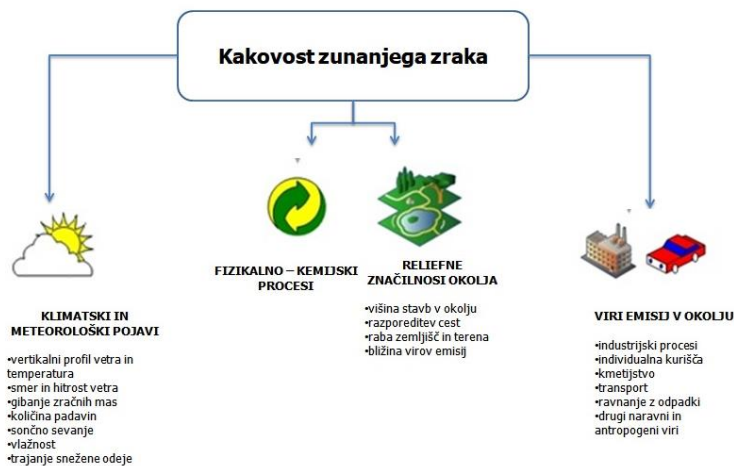 Kakovost zunanjega zraka
KLIMATSKI IN
METEOROLOŠKI POJAVI
•vertikalni profil vetra in
temperatura
•smer in hitrost vetra
•gibanje zračnih mas
•količina padavin
•sončno sevanje
•vlažnost
•trajanje snežene odeje
FIZIKALNO – KEMIJSKI
PROCESI
RELIEFNE
ZNAČILNOSI OKOLJA
•višina stavb v okolju
•razporeditev cest
•raba zemljišč in terena
•bližina virov emisij
VIRI EMISIJ V OKOLJU
•industrijski procesi
•individualna kurišča
•kmetijstvo
•transport
•ravnanje z odpadki
•drugi naravni in
antropogeni viri